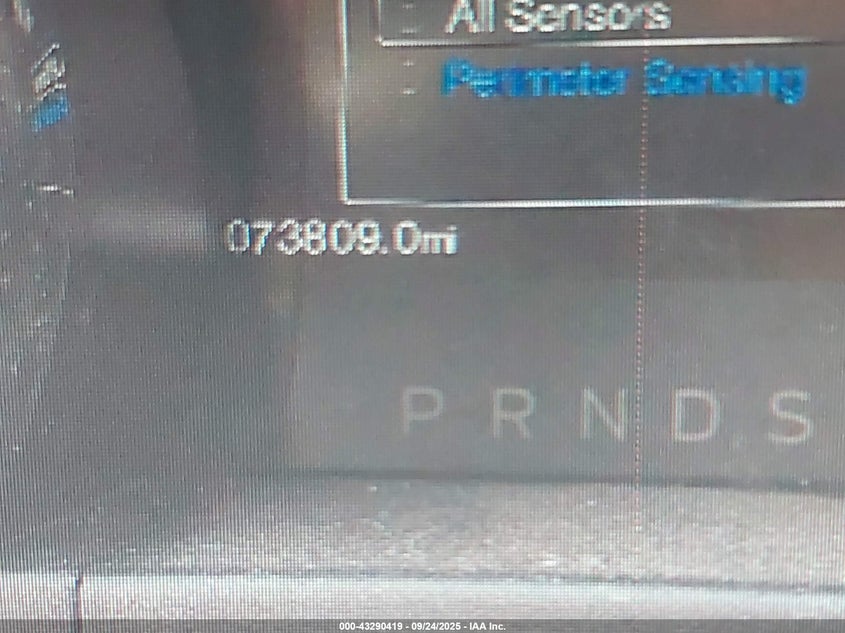 All Sensors
Perimeter Sensing
073809.0mi
P R N D S
000-43290419 - 09/24/2025 - IAA Inc.